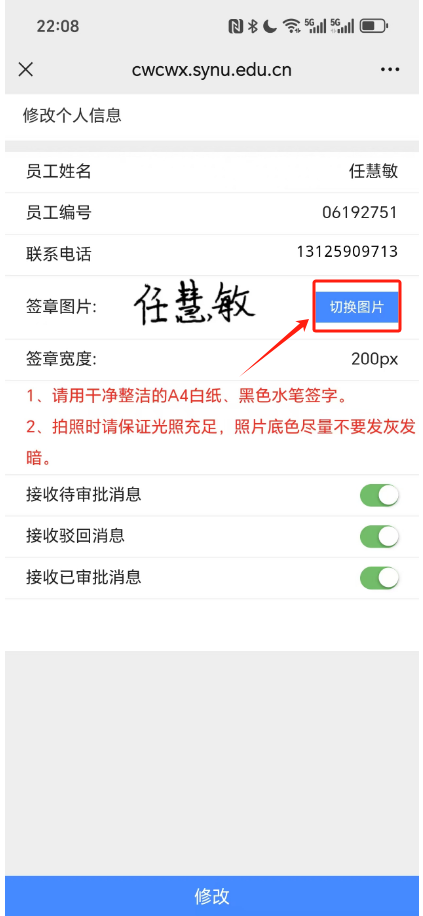 22:08
5G 5G
cwcwx.synu.edu.cn
修改个人信息
员工姓名 任慧敏
员工编号 06192751
联系电话 13125909713
签章图片: 任慧敏 切换图片
签章宽度: 200px
1、请用干净整洁的A4白纸、黑色水笔签字。
2、拍照时请保证光照充足，照片底色尽量不要发灰发
暗。
接收待审批消息
接收驳回消息
接收已审批消息
修改